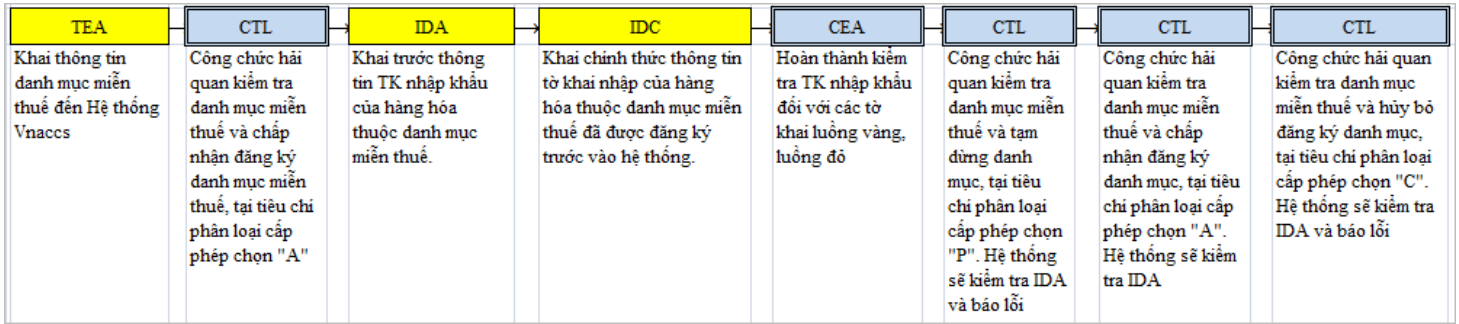 TEA
CTL
IDA
IDC
CEA
CTL
CTL
CTL
Khai thông tin
danh mục miễn
thuế đến Hệ thống
Vnaccs
Công chức hải
quan kiểm tra
danh mục miễn
thuế và chấp
nhận đăng ký
danh mục miễn
thuế, tại tiêu chí
phân loại cấp
phép chọn "A"
Khai trước thông
tin TK nhập khẩu
của hàng hóa
thuộc danh mục
miễn thuế.
Khai chính thức thông tin
tờ khai nhập của hàng
hóa thuộc danh mục miễn
thuế đã được đăng ký
trước vào hệ thống.
Hoàn thành kiểm
tra TK nhập khẩu
đối với các tờ
khai luồng vàng,
luồng đỏ
Công chức hải
quan kiểm tra
danh mục miễn
thuế và tạm
dừng danh
mục, tại tiêu
chí phân loại
cấp phép chọn
"P". Hệ thống
sẽ kiểm tra IDA
và báo lỗi
Công chức hải
quan kiểm tra
danh mục miễn
thuế và chấp
nhận đăng ký
danh mục, tại tiêu
chí phân loại cấp
phép chọn "A".
Hệ thống sẽ kiểm
tra IDA
Công chức hải quan
kiểm tra danh mục
miễn thuế và hủy bỏ
đăng ký danh mục,
tại tiêu chí phân loại
cấp phép chọn "C".
Hệ thống sẽ kiểm tra
IDA và báo lỗi